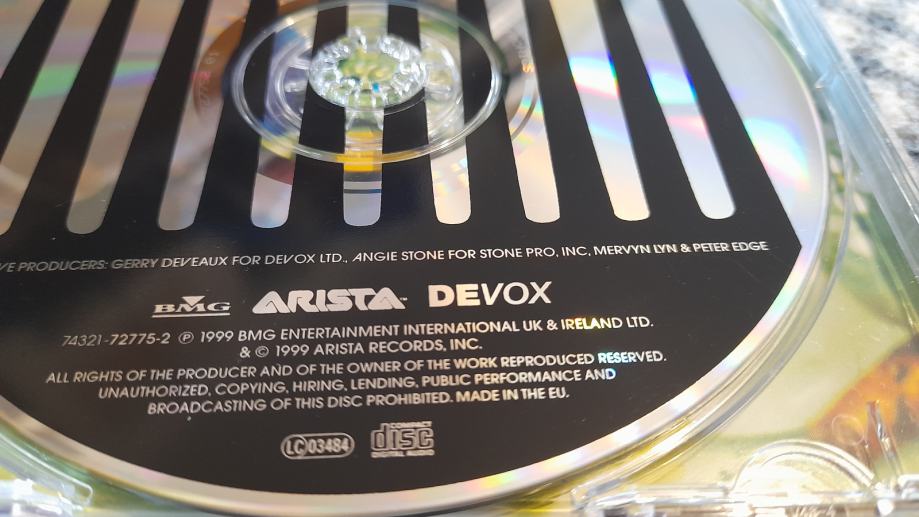 VE PRODUCERS: GERRY DEVEAUX FOR DEVOX LTD., ANGIE STONE FOR STONE PRO, INC, MERVYN LYN & PETER EDGE
BMG ARISTA™ DEVOX
74321-72775-2 ℗ 1999 BMG ENTERTAINMENT INTERNATIONAL UK & IRELAND LTD.
& © 1999 ARISTA RECORDS, INC.
ALL RIGHTS OF THE PRODUCER AND OF THE OWNER OF THE WORK REPRODUCED RESERVED.
UNAUTHORIZED, COPYING, HIRING, LENDING, PUBLIC PERFORMANCE AND
BROADCASTING OF THIS DISC PROHIBITED. MADE IN THE EU.
LC 03484 COMPACT disc DIGITAL AUDIO